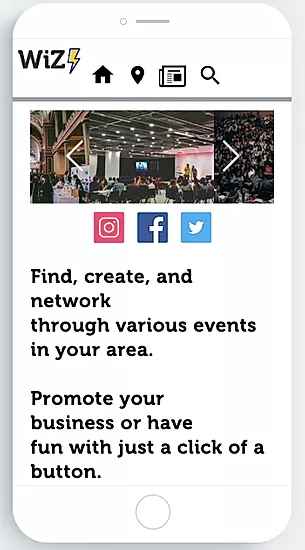 WiZ
Find, create, and
network
through various events
in your area.
Promote your
business or have
fun with just a click of a
button.